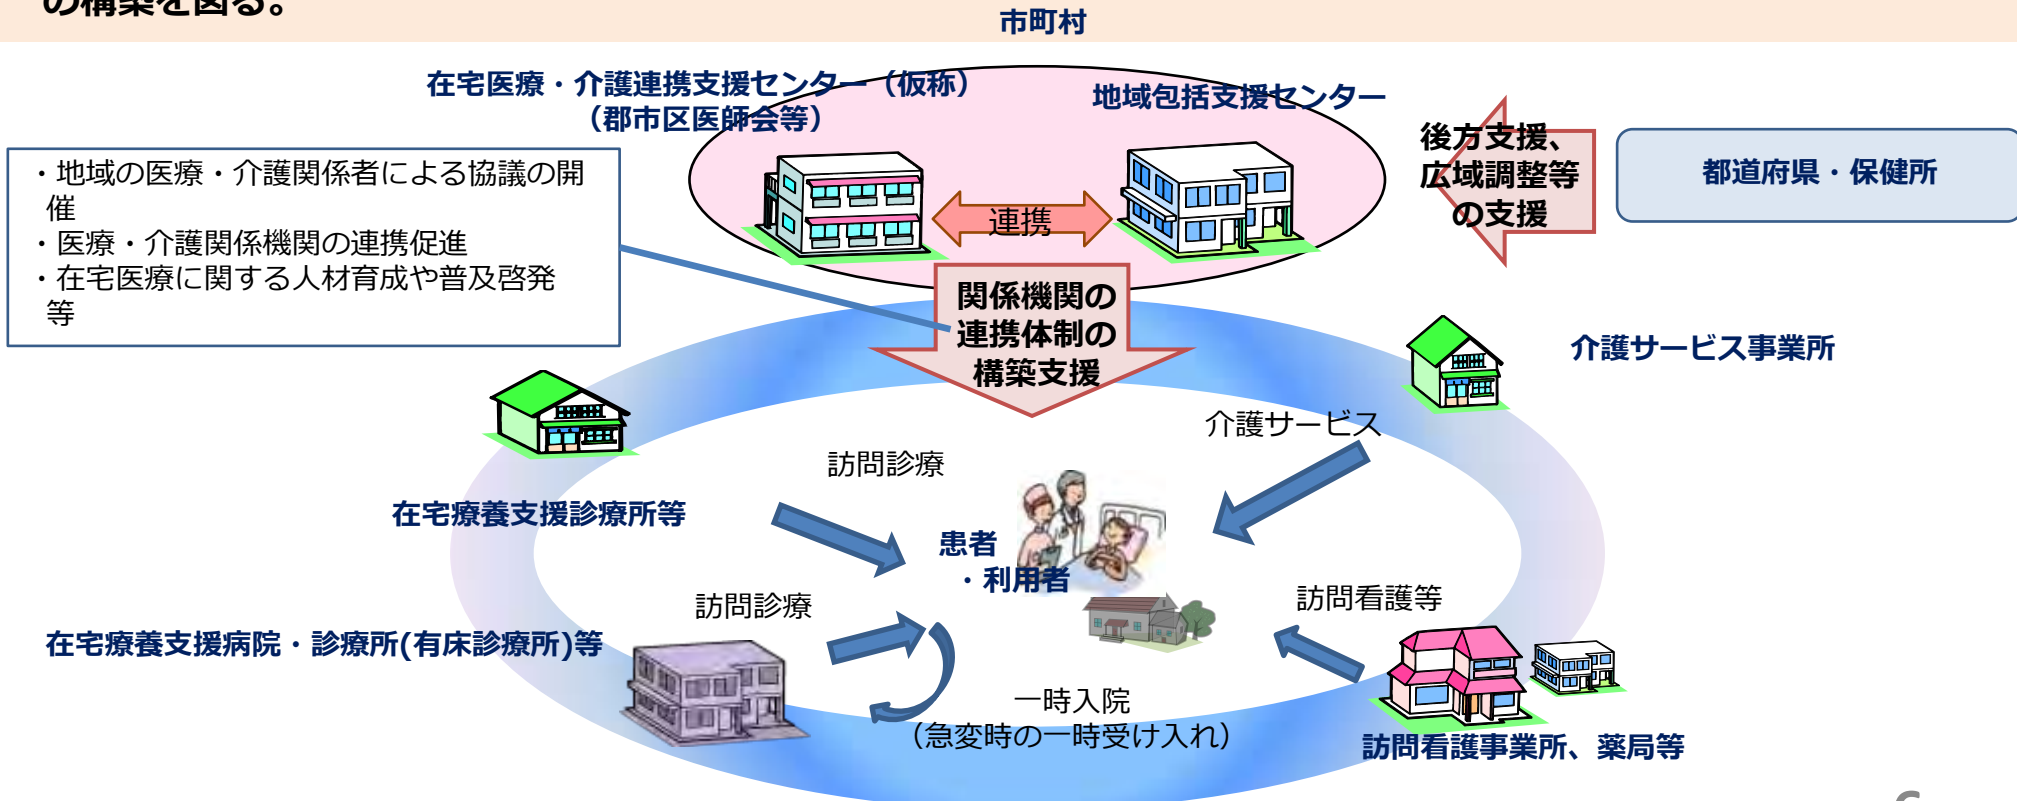 の構築を図る。
市町村
在宅医療・介護連携支援センター（仮称）
（郡市区医師会等）
地域包括支援センター
連携
後方支援、
広域調整等
の支援
都道府県・保健所
・地域の医療・介護関係者による協議の開
催
・医療・介護関係機関の連携促進
・在宅医療に関する人材育成や普及啓発
等
関係機関の
連携体制の
構築支援
介護サービス事業所
介護サービス
訪問診療
在宅療養支援診療所等
患者
・利用者
訪問診療
訪問看護等
在宅療養支援病院・診療所(有床診療所)等
一時入院
（急変時の一時受け入れ）
訪問看護事業所、薬局等